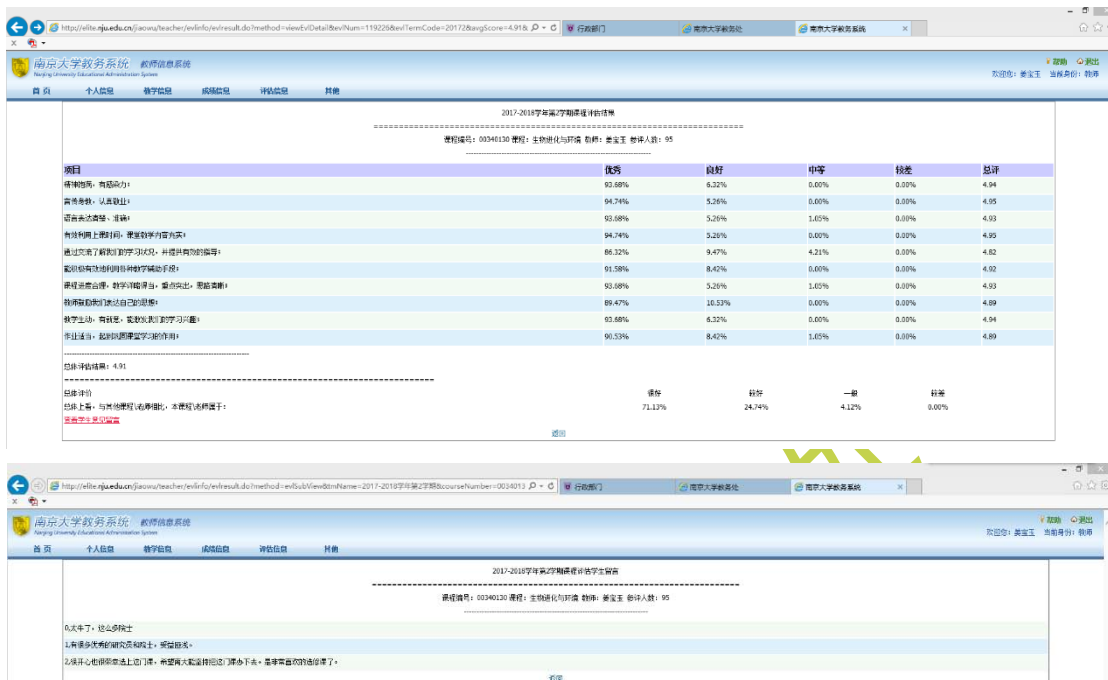 http://elite.nju.edu.cn/jiaowu/teacher/evlinfo/evlresult.do?method=viewEvlDetail&evlNum=119226&evlTermCode=20172&avgScore=4.91&
行政部门
南京大学教务处
南京大学教务系统
南京大学教务系统 教师信息系统
Nanjing University Educational Administration System
帮助 退出
欢迎您：姜宝玉 当前身份：教师
首页 个人信息 教学信息 成绩信息 评估信息 其他
2017-2018学年第2学期课程评估结果
课程编号：00340130 课程：生物进化与环境 教师：姜宝玉 参评人数：95
项目 优秀 良好 中等 较差 总评
精神饱满，有感染力： 93.68% 6.32% 0.00% 0.00% 4.94
言传身教，认真敬业： 94.74% 5.26% 0.00% 0.00% 4.95
语言表达清楚、准确： 93.68% 5.26% 1.05% 0.00% 4.93
有效利用上课时间，课堂教学内容充实： 94.74% 5.26% 0.00% 0.00% 4.95
通过交流了解我们的学习状况，并提供有效的指导： 86.32% 9.47% 4.21% 0.00% 4.82
能积极有效地利用各种教学辅助手段： 91.58% 8.42% 0.00% 0.00% 4.92
课程进度合理，教学详略得当，重点突出，思路清晰： 93.68% 5.26% 1.05% 0.00% 4.93
教师鼓励我们表达自己的思想： 89.47% 10.53% 0.00% 0.00% 4.89
教学生动，有新意，能激发我们的学习兴趣： 93.68% 6.32% 0.00% 0.00% 4.94
作业适当，起到巩固课堂学习的作用： 90.53% 8.42% 1.05% 0.00% 4.89
总体评估结果：4.91
总体评价 很好 较好 一般 较差
总体上看，与其他课程\老师相比，本课程\老师属于： 71.13% 24.74% 4.12% 0.00%
查看学生意见留言
返回
http://elite.nju.edu.cn/jiaowu/teacher/evlinfo/evlresult.do?method=evlSubView&tmName=2017-2018学年第2学期&courseNumber=0034013
行政部门
南京大学教务处
南京大学教务系统
南京大学教务系统 教师信息系统
Nanjing University Educational Administration System
帮助 退出
欢迎您：姜宝玉 当前身份：教师
首页 个人信息 教学信息 成绩信息 评估信息 其他
2017-2018学年第2学期课程评估学生留言
课程编号：00340130 课程：生物进化与环境 教师：姜宝玉 参评人数：95
0,太牛了，这么多院士
1,有很多优秀的研究员和院士，受益匪浅。
2,很开心也很荣幸选上这门课，希望南大能坚持把这门课办下去。是非常喜欢的选修课了。
返回